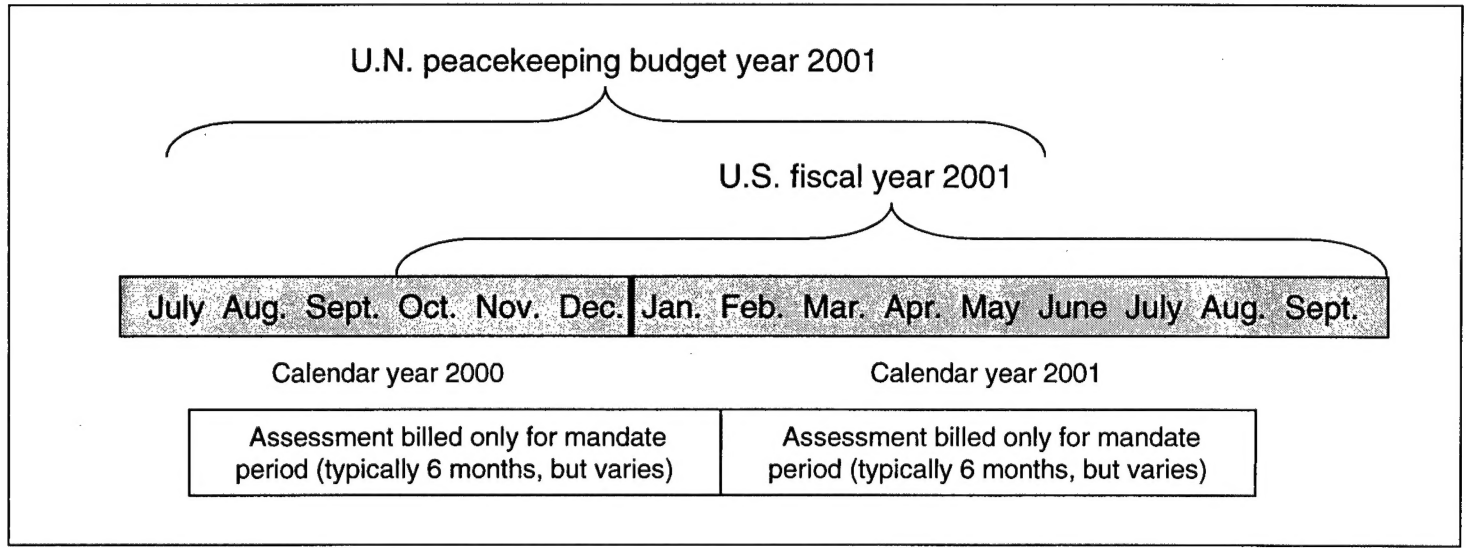 U.N. peacekeeping budget year 2001
U.S. fiscal year 2001
July Aug. Sept. Oct. Nov. Dec. Jan. Feb. Mar. Apr. May June July Aug. Sept.
Calendar year 2000
Calendar year 2001
Assessment billed only for mandate
period (typically 6 months, but varies)
Assessment billed only for mandate
period (typically 6 months, but varies)